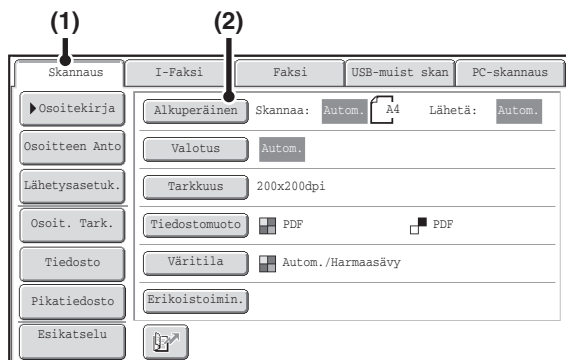 (1) (2)
Skannaus I-Faksi Faksi USB-muist skan PC-skannaus
Osoitekirja Alkuperäinen Skannaa: Autom. A4 Lähetä: Autom.
Osoitteen Anto Valotus Autom.
Lähetysasetuk. Tarkkuus 200x200dpi
Osoit. Tark. Tiedostomuoto PDF PDF
Tiedosto Väritila Autom./Harmaasävy
Pikatiedosto Erikoistoimin.
Esikatselu